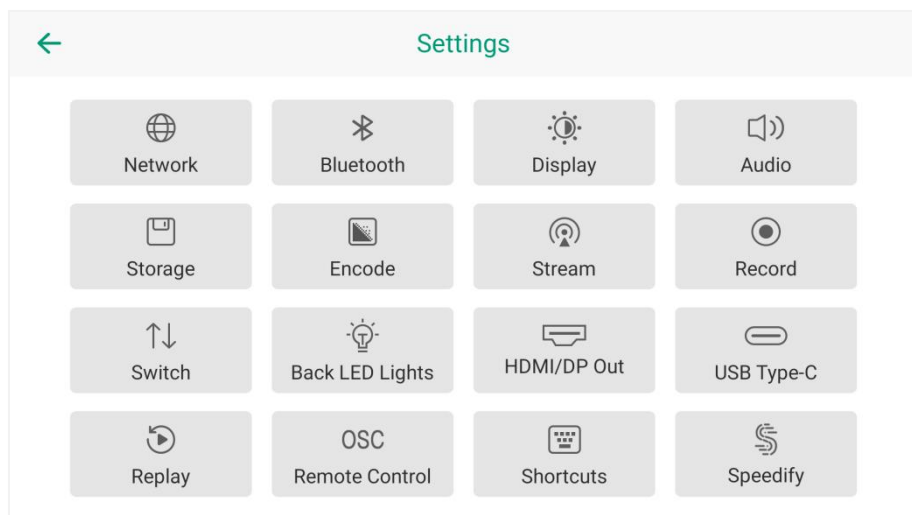 Settings
Network
Bluetooth
Display
Audio
Storage
Encode
Stream
Record
Switch
Back LED Lights
HDMI/DP Out
USB Type-C
Replay
OSC
Remote Control
Shortcuts
Speedify